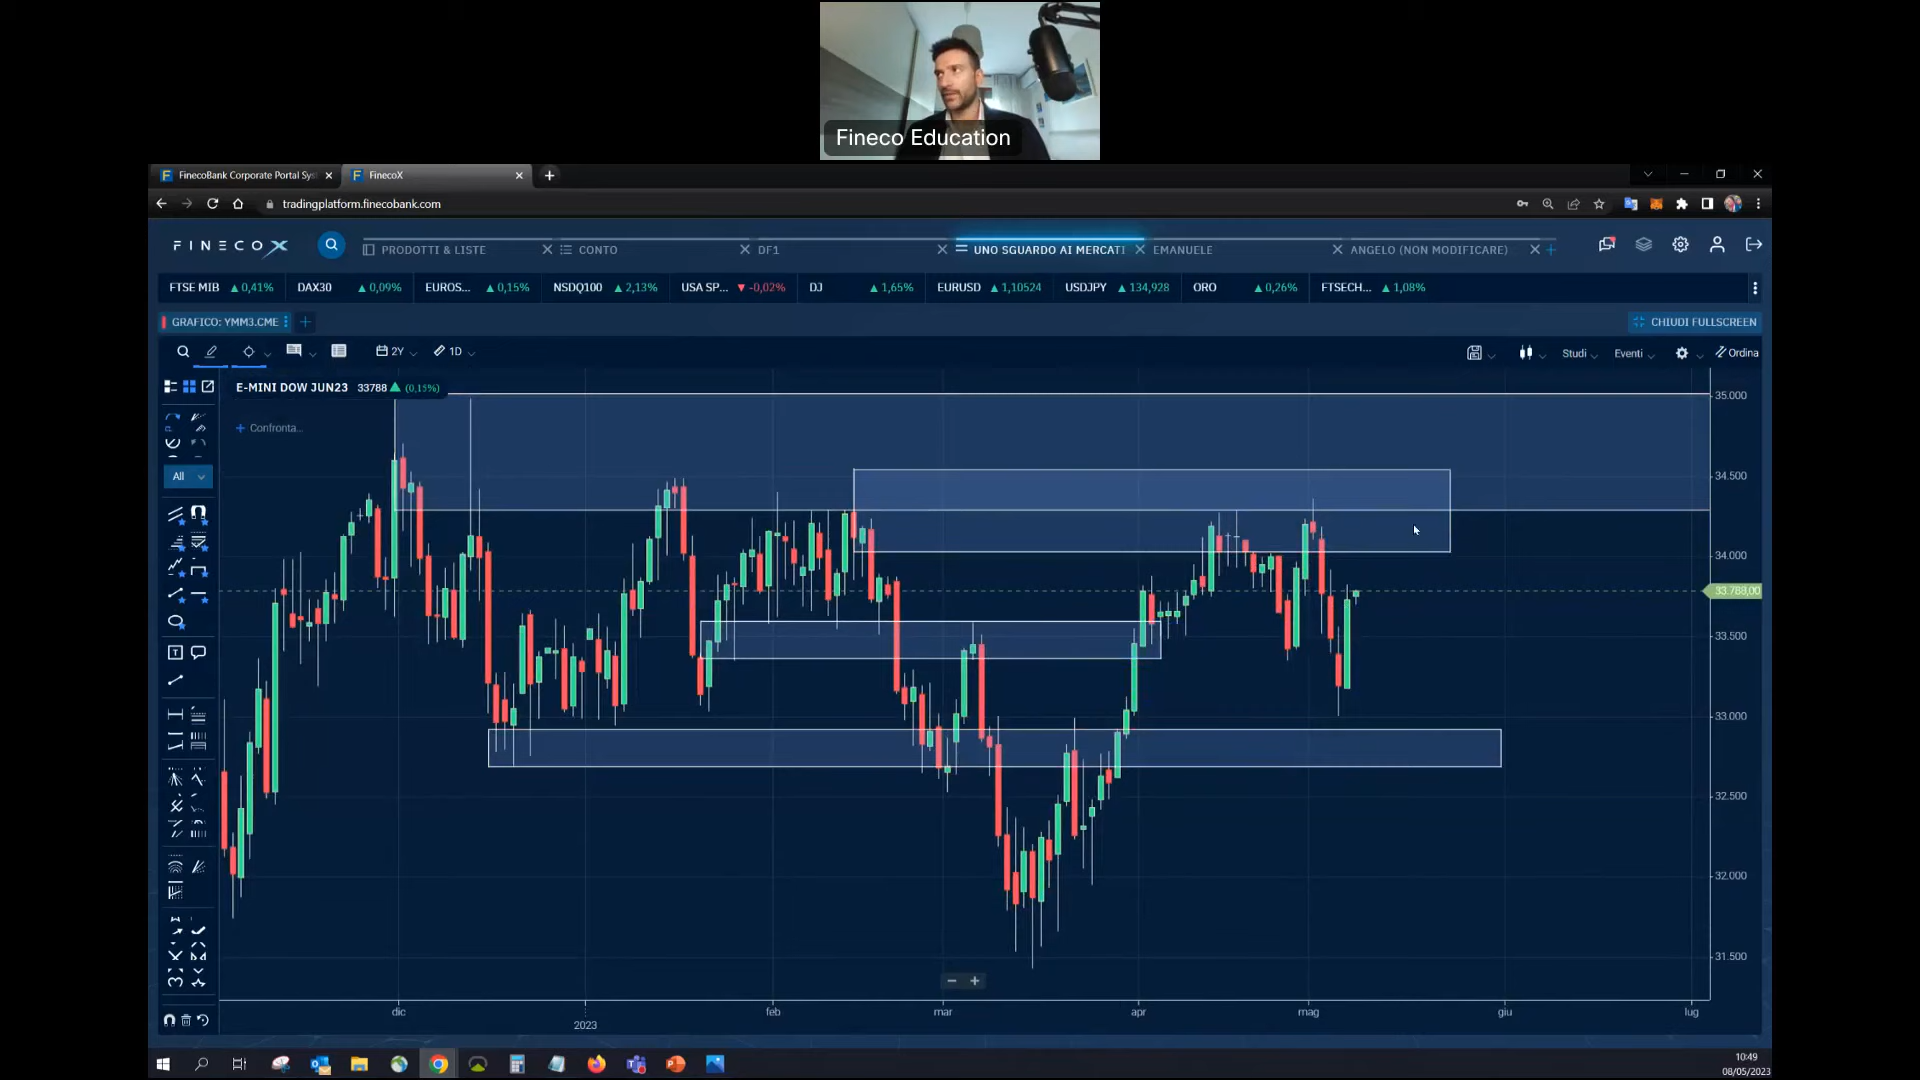 Fineco Education
FinecoBank Corporate Portal Sys
FinecoX
tradingplatform.finecobank.com
FINECOX
PRODOTTI & LISTE
CONTO
DF1
UNO SGUARDO AI MERCATI
EMANUELE
ANGELO (NON MODIFICARE)
FTSE MIB 0,41% DAX30 0,09% EUROS... 0,15% NSDQ100 2,13% USA SP... -0,02% DJ 1,65% EURUSD 1,10524 USDJPY 134,928 ORO 0,26% FTSECH... 1,08%
GRAFICO: YMM3.CME
CHIUDI FULLSCREEN
2Y 1D Studi Eventi Ordina
E-MINI DOW JUN23 33788 (0,15%)
Confronta...
All
35.000
34.500
34.000
33.788,00
33.500
33.000
32.500
32.000
31.500
dic 2023 feb mar apr mag giu lug
10:49
08/05/2023